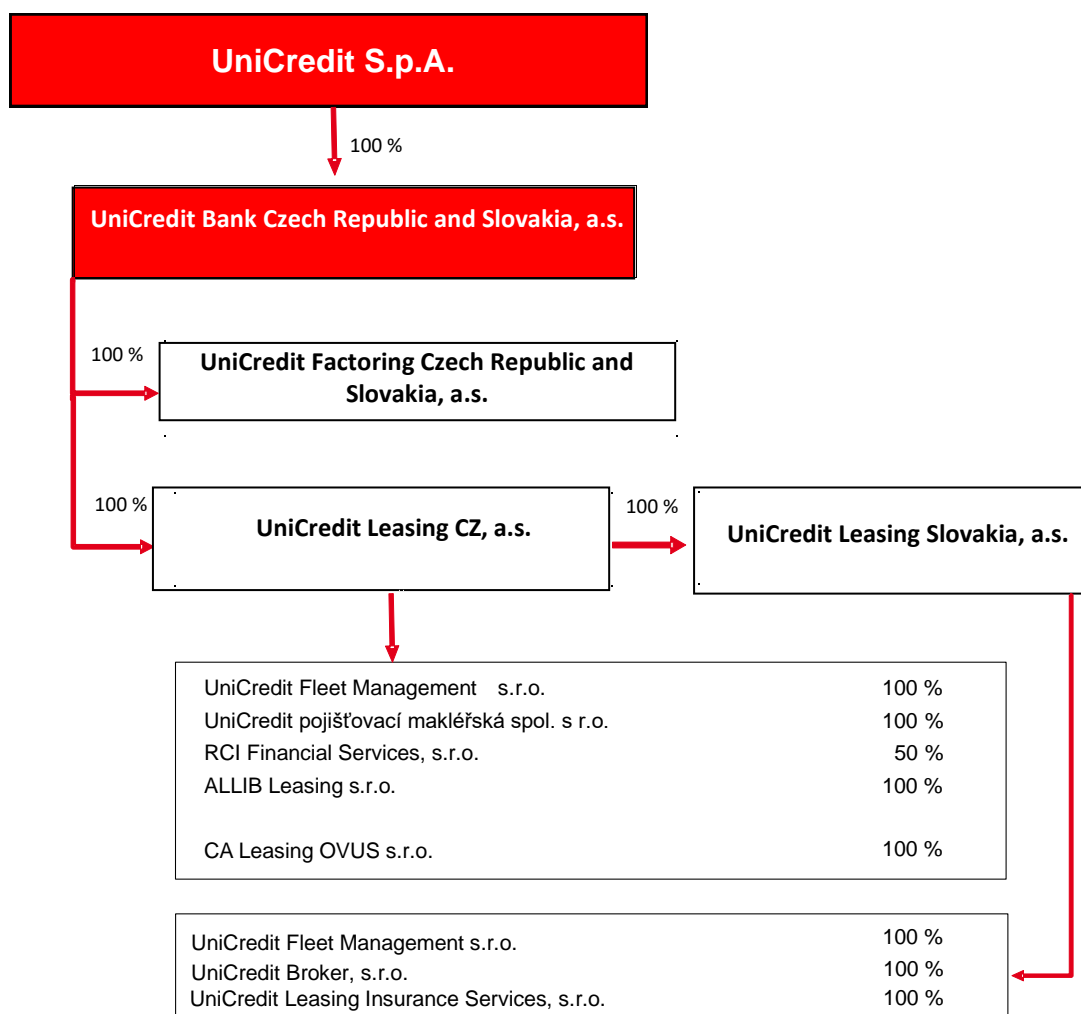 UniCredit S.p.A.
100 %
UniCredit Bank Czech Republic and Slovakia, a.s.
100 %
UniCredit Factoring Czech Republic and
Slovakia, a.s.
100 %
UniCredit Leasing CZ, a.s.
100 %
UniCredit Leasing Slovakia, a.s.
UniCredit Fleet Management s.r.o. 100 %
UniCredit pojišťovací makléřská spol. s r.o. 100 %
RCI Financial Services, s.r.o. 50 %
ALLIB Leasing s.r.o. 100 %
CA Leasing OVUS s.r.o. 100 %
UniCredit Fleet Management s.r.o. 100 %
UniCredit Broker, s.r.o. 100 %
UniCredit Leasing Insurance Services, s.r.o. 100 %